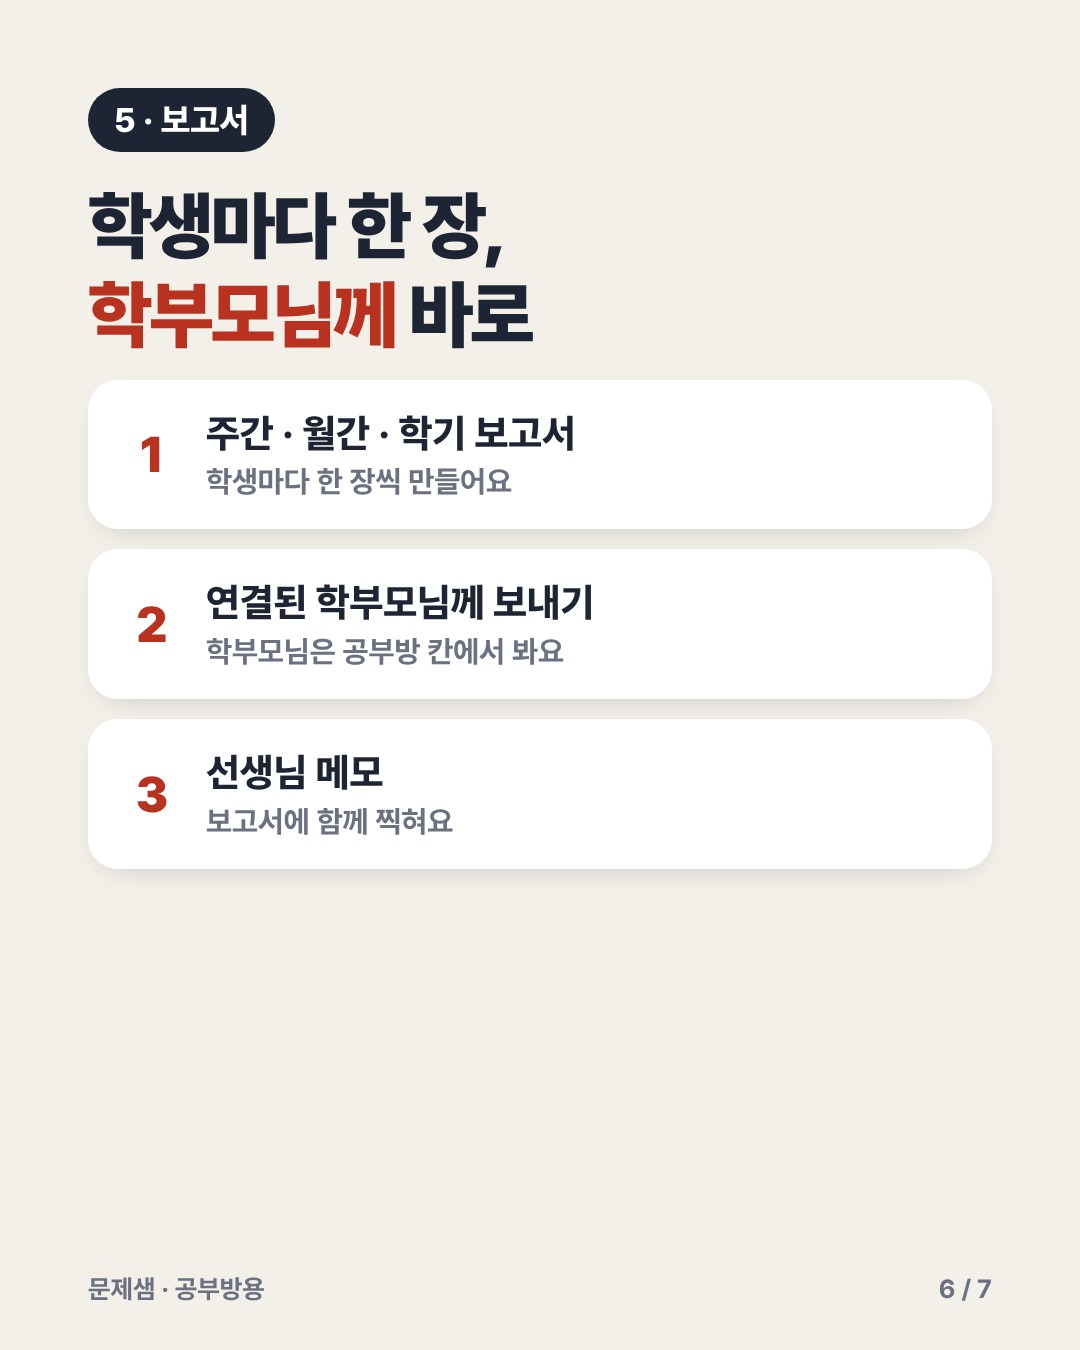 5 · 보고서
학생마다 한 장,
학부모님께 바로
1
주간 · 월간 · 학기 보고서
학생마다 한 장씩 만들어요
2
연결된 학부모님께 보내기
학부모님은 공부방 칸에서 봐요
3
선생님 메모
보고서에 함께 찍혀요
문제샘 · 공부방용
6 / 7